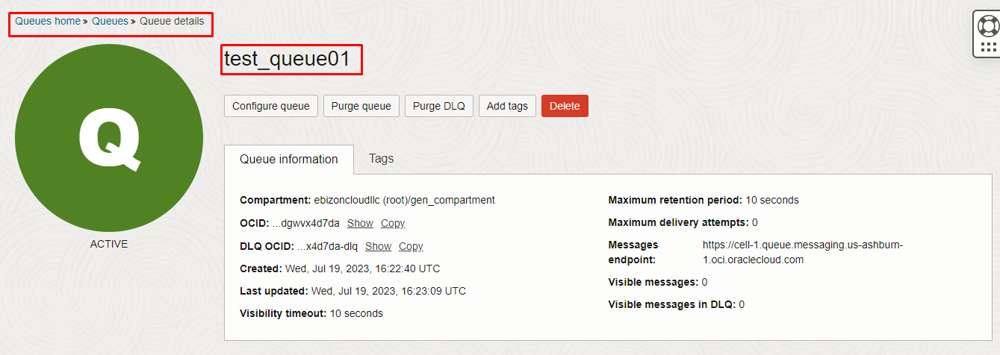 Queues home » Queues » Queue details
Q
ACTIVE
test_queue01
Configure queue Purge queue Purge DLQ Add tags Delete
Queue information Tags
Compartment: ebizoncloudllc (root)/gen_compartment
OCID: ...dgwvx4d7da Show Copy
DLQ OCID: ...x4d7da-dlq Show Copy
Created: Wed, Jul 19, 2023, 16:22:40 UTC
Last updated: Wed, Jul 19, 2023, 16:23:09 UTC
Visibility timeout: 10 seconds
Maximum retention period: 10 seconds
Maximum delivery attempts: 0
Messages https://cell-1.queue.messaging.us-ashburn-
endpoint: 1.oci.oraclecloud.com
Visible messages: 0
Visible messages in DLQ: 0